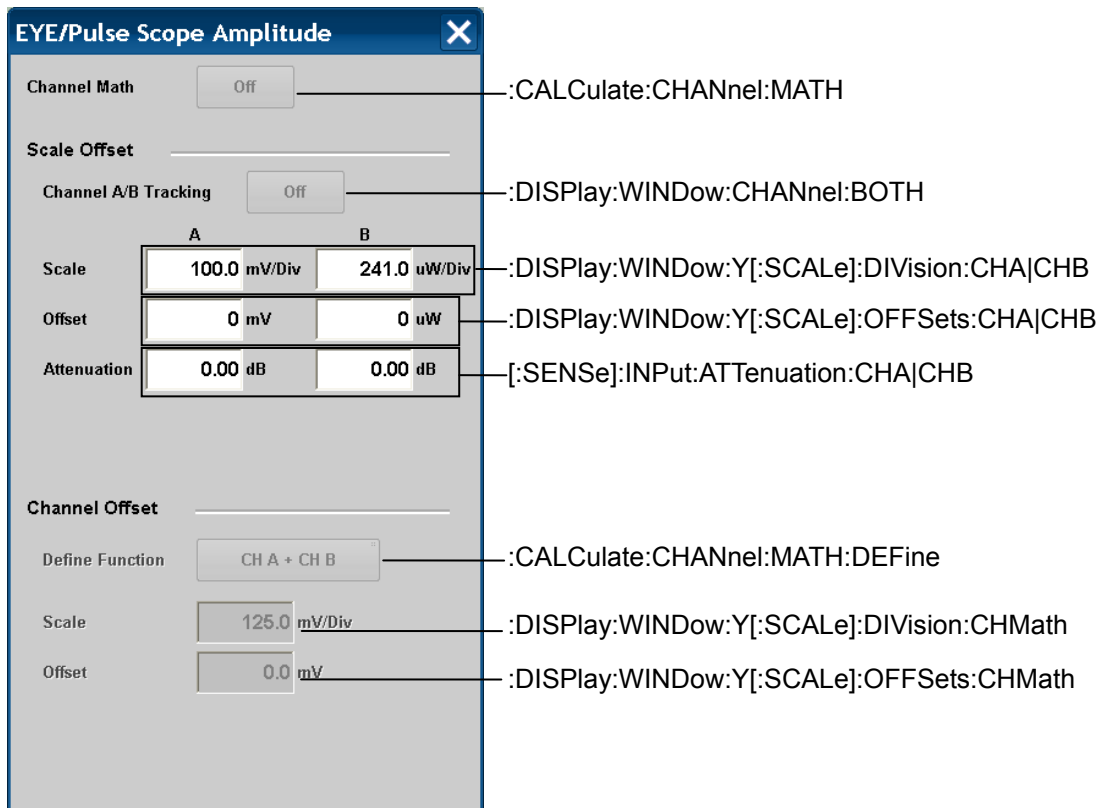 EYE/Pulse Scope Amplitude
Channel Math Off :CALCulate:CHANnel:MATH
Scale Offset
Channel A/B Tracking Off :DISPlay:WINDow:CHANnel:BOTH
A B
Scale 100.0 mV/Div 241.0 uW/Div :DISPlay:WINDow:Y[:SCALe]:DIVision:CHA|CHB
Offset 0 mV 0 uW :DISPlay:WINDow:Y[:SCALe]:OFFSets:CHA|CHB
Attenuation 0.00 dB 0.00 dB [:SENSe]:INPut:ATTenuation:CHA|CHB
Channel Offset
Define Function CH A + CH B :CALCulate:CHANnel:MATH:DEFine
Scale 125.0 mV/Div :DISPlay:WINDow:Y[:SCALe]:DIVision:CHMath
Offset 0.0 mV :DISPlay:WINDow:Y[:SCALe]:OFFSets:CHMath